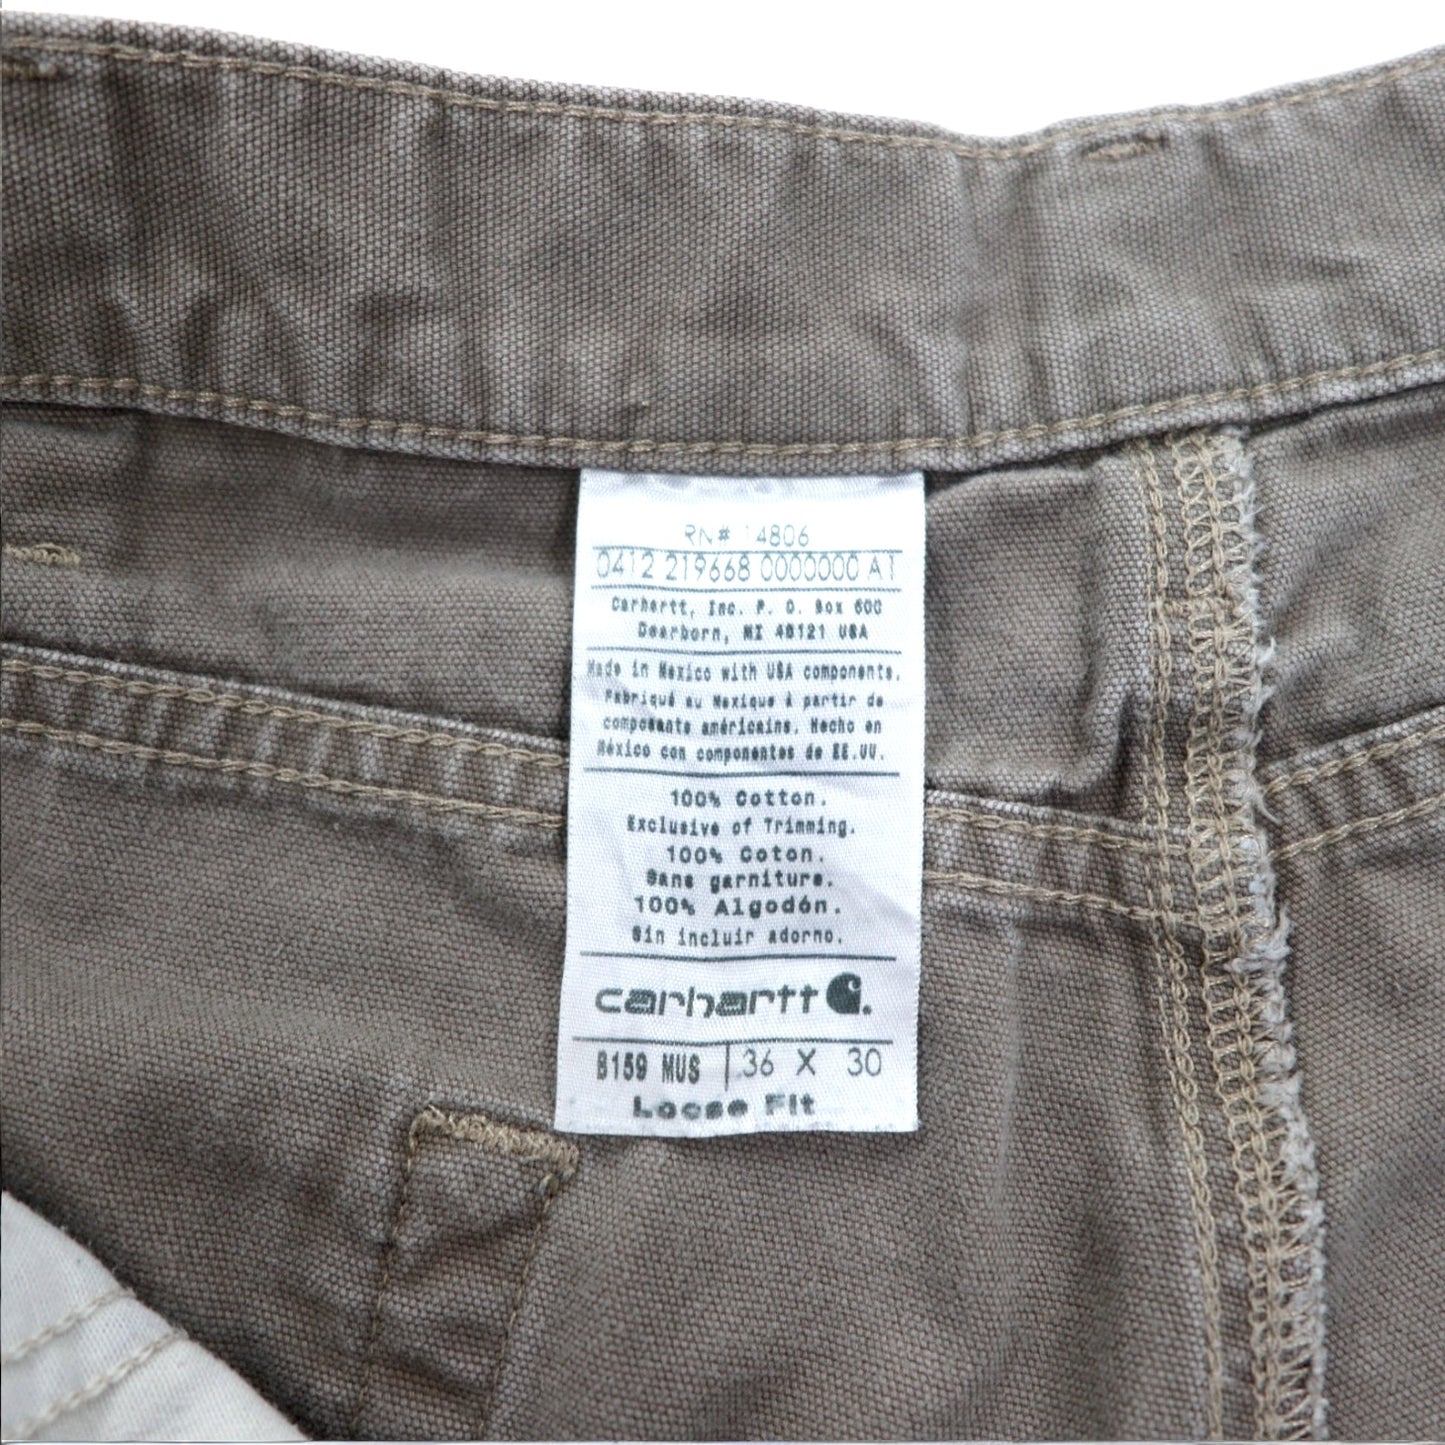 RN# 14806
0412 219668 0000000 AT
Carhartt, Inc. P. O. Box 600
Dearborn, MI 48121 USA
Made in Mexico with USA components.
Fabriqué au Mexique à partir de
composants américains. Hecho en
México con componentes de EE.UU.
100% Cotton.
Exclusive of Trimming.
100% Coton.
Sans garniture.
100% Algodón.
Sin incluir adorno.
carhartt
B159 MUS 36 X 30
Loose Fit